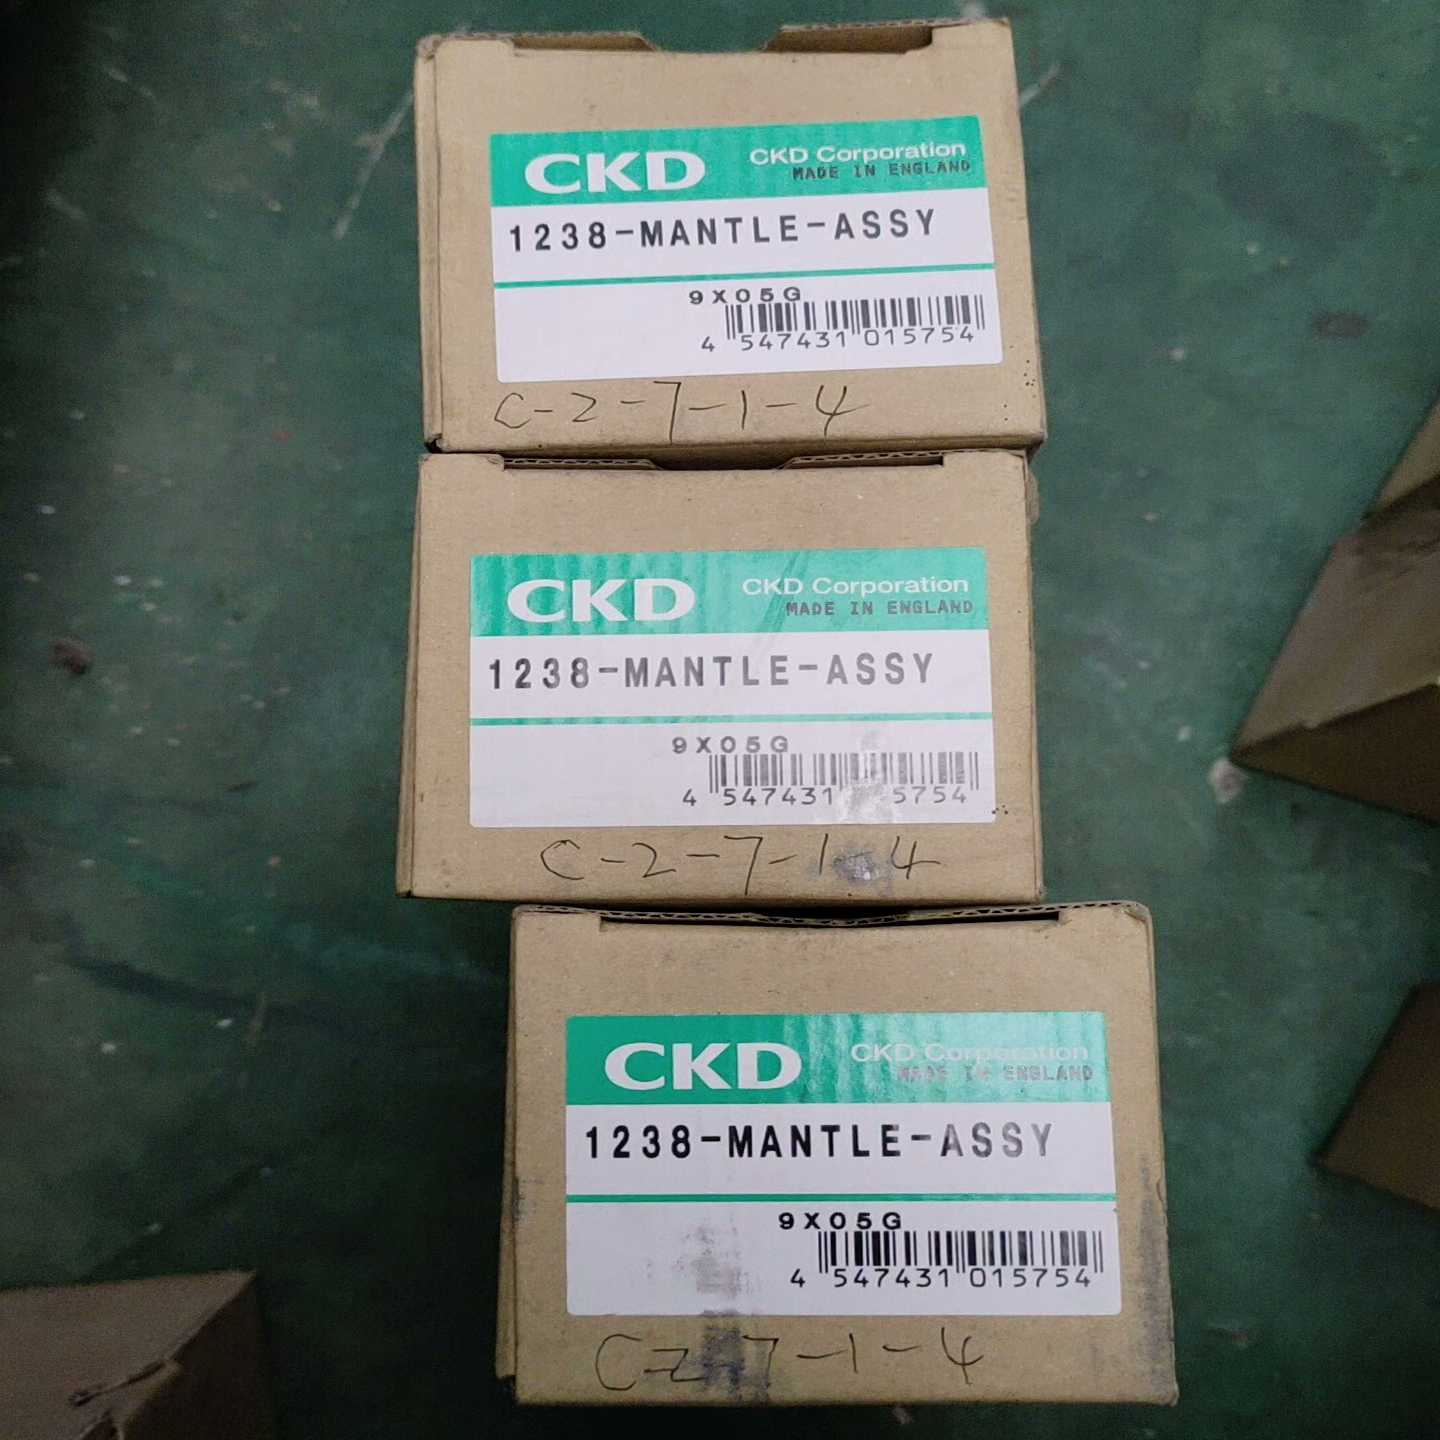 CKD
CKD Corporation
MADE IN ENGLAND
1238-MANTLE-ASSY
9X05G
4 547431 015754
C-2-7-1-4
CKD
CKD Corporation
MADE IN ENGLAND
1238-MANTLE-ASSY
9X05G
4 547431 5754
C-2-7-1-4
CKD
CKD Corporation
MADE IN ENGLAND
1238-MANTLE-ASSY
9X05G
4 547431 015754
C-2-7-1-4